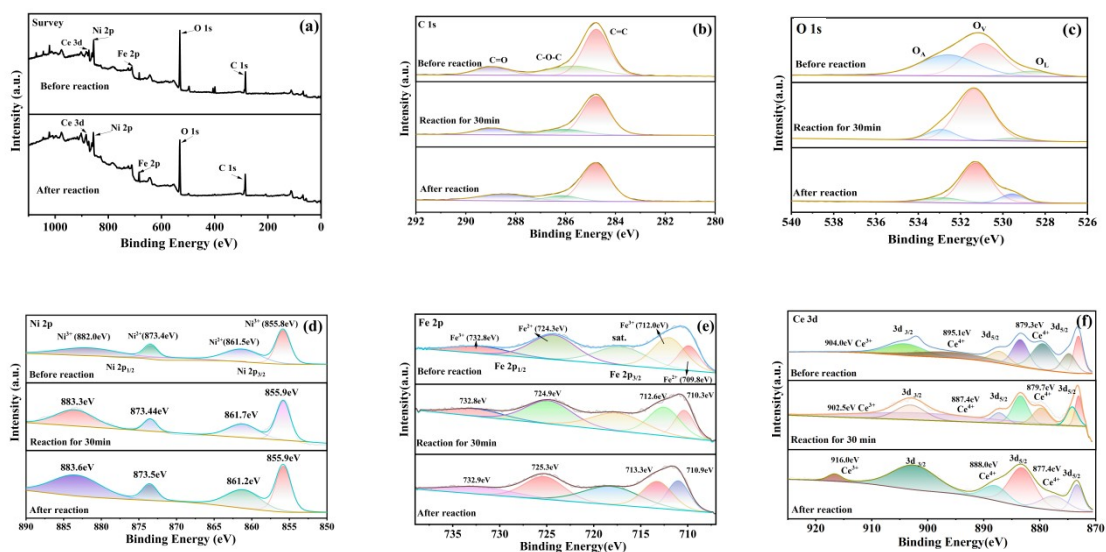 Survey
(a)
Ni 2p
Ce 3d
Fe 2p
O 1s
C 1s
Before reaction
Ce 3d
Ni 2p
Fe 2p
O 1s
C 1s
After reaction
Intensity (a.u.)
1000 800 600 400 200 0
Binding Energy (eV)
C 1s
(b)
C=C
C=O
C-O-C
Before reaction
Reaction for 30min
After reaction
Intensity(a.u.)
292 290 288 286 284 282 280
Binding Energy (eV)
O 1s
(c)
O_V
O_A
O_L
Before reaction
Reaction for 30min
After reaction
Intensity(a.u.)
540 538 536 534 532 530 528 526
Binding Energy (eV)
Ni 2p
(d)
Ni³⁺ (882.0eV)
Ni²⁺(873.4eV)
Ni²⁺(861.5eV)
Ni³⁺ (855.8eV)
Ni 2p1/2
Ni 2p3/2
Before reaction
883.3eV
873.44eV
861.7eV
855.9eV
Reaction for 30min
883.6eV
873.5eV
861.2eV
855.9eV
After reaction
Intensity(a.u.)
890 885 880 875 870 865 860 855 850
Binding Energy (eV)
Fe 2p
(e)
Fe³⁺ (732.8eV)
Fe²⁺ (724.3eV)
Fe³⁺ (712.0eV)
sat.
Fe 2p1/2
Fe 2p3/2
Fe²⁺ (709.8eV)
Before reaction
732.8eV
724.9eV
712.6eV
710.3eV
Reaction for 30min
732.9eV
725.3eV
713.3eV
710.9eV
After reaction
Intensity(a.u.)
735 730 725 720 715 710
Binding Energy(eV)
Ce 3d
(f)
904.0eV Ce³⁺
3d 3/2
895.1eV
Ce⁴⁺
3d5/2
879.3eV
Ce⁴⁺
3d5/2
Before reaction
902.5eV Ce³⁺
3d 3/2
887.4eV
Ce⁴⁺
3d5/2
879.7eV
Ce⁴⁺
3d5/2
Reaction for 30 min
916.0eV
Ce³⁺
3d 3/2
888.0eV
Ce⁴⁺
3d5/2
877.4eV
Ce⁴⁺
3d5/2
After reaction
Intensity(a.u.)
920 910 900 890 880 870
Binding Energy(eV)